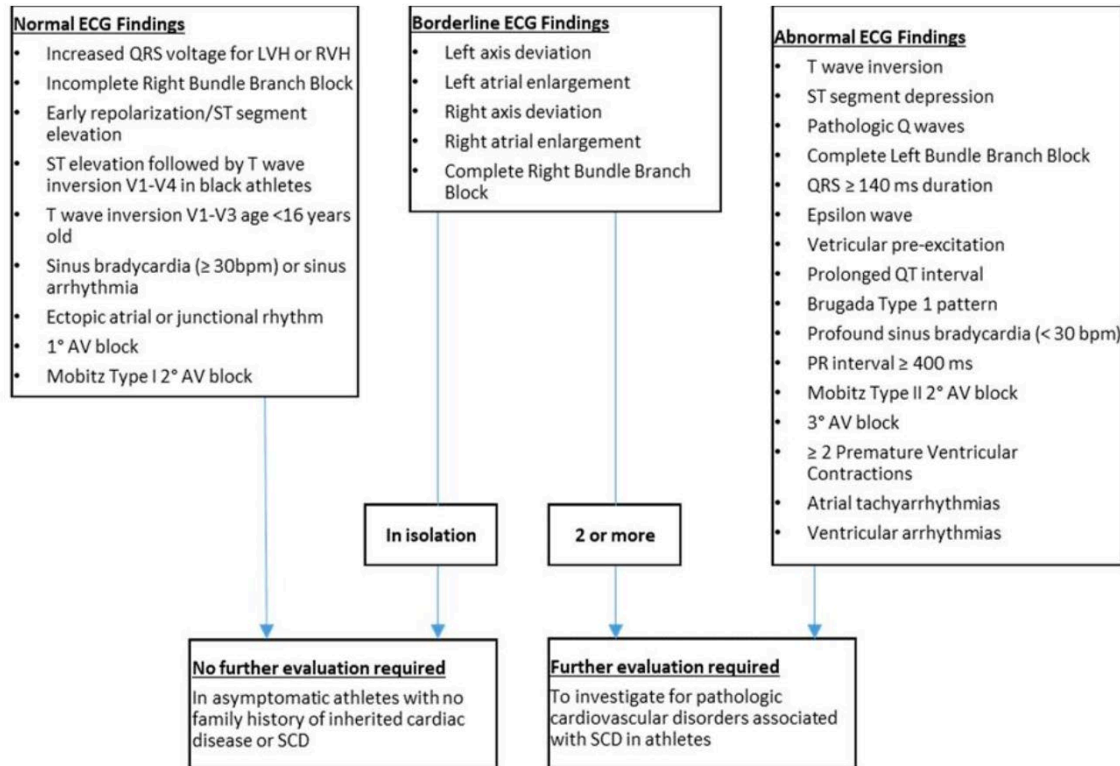 Normal ECG Findings
• Increased QRS voltage for LVH or RVH
• Incomplete Right Bundle Branch Block
• Early repolarization/ST segment
elevation
• ST elevation followed by T wave
inversion V1-V4 in black athletes
• T wave inversion V1-V3 age <16 years
old
• Sinus bradycardia (≥ 30bpm) or sinus
arrhythmia
• Ectopic atrial or junctional rhythm
• 1° AV block
• Mobitz Type I 2° AV block
Borderline ECG Findings
• Left axis deviation
• Left atrial enlargement
• Right axis deviation
• Right atrial enlargement
• Complete Right Bundle Branch
Block
Abnormal ECG Findings
• T wave inversion
• ST segment depression
• Pathologic Q waves
• Complete Left Bundle Branch Block
• QRS ≥ 140 ms duration
• Epsilon wave
• Vetricular pre-excitation
• Prolonged QT interval
• Brugada Type 1 pattern
• Profound sinus bradycardia (< 30 bpm)
• PR interval ≥ 400 ms
• Mobitz Type II 2° AV block
• 3° AV block
• ≥ 2 Premature Ventricular
Contractions
• Atrial tachyarrhythmias
• Ventricular arrhythmias
In isolation
2 or more
No further evaluation required
In asymptomatic athletes with no
family history of inherited cardiac
disease or SCD
Further evaluation required
To investigate for pathologic
cardiovascular disorders associated
with SCD in athletes